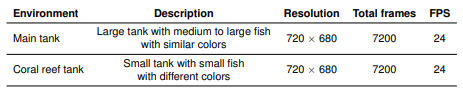 Environment Description Resolution Total frames FPS
Main tank Large tank with medium to large fish with similar colors 720 × 680 7200 24
Coral reef tank Small tank with small fish with different colors 720 × 680 7200 24